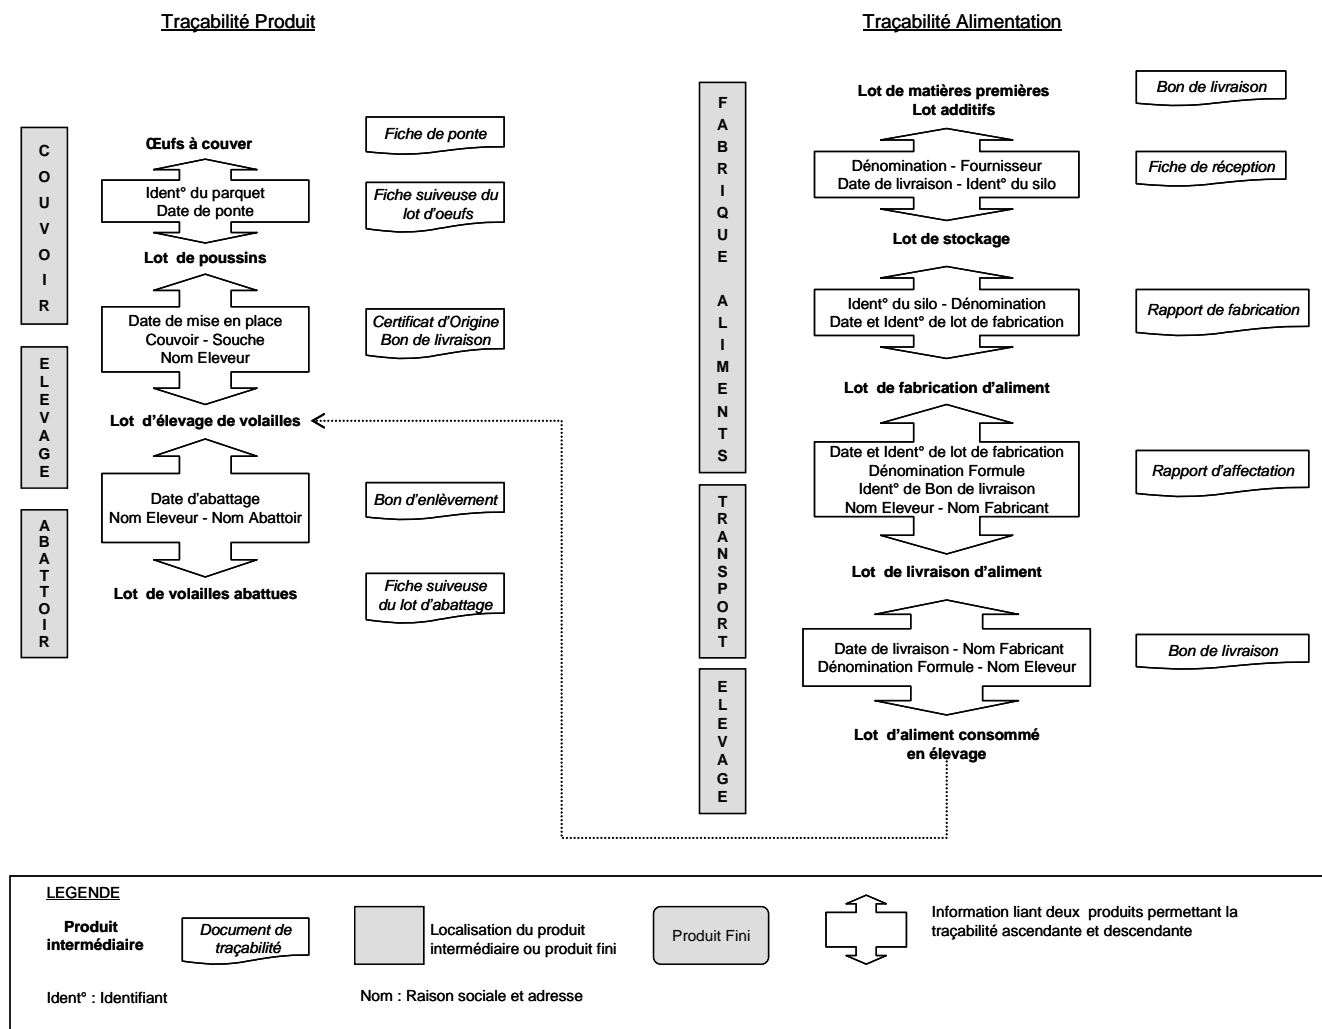 Traçabilité Produit
COUVOIR
Œufs à couver
Fiche de ponte
Ident° du parquet
Date de ponte
Fiche suiveuse du
lot d'oeufs
Lot de poussins
Date de mise en place
Couvoir - Souche
Nom Eleveur
Certificat d'Origine
Bon de livraison
ELEVAGE
Lot d'élevage de volailles
Date d'abattage
Nom Eleveur - Nom Abattoir
Bon d'enlèvement
ABATTOIR
Lot de volailles abattues
Fiche suiveuse
du lot d'abattage
Traçabilité Alimentation
FABRIQUE ALIMENTS
Lot de matières premières
Lot additifs
Bon de livraison
Dénomination - Fournisseur
Date de livraison - Ident° du silo
Fiche de réception
Lot de stockage
Ident° du silo - Dénomination
Date et Ident° de lot de fabrication
Rapport de fabrication
Lot de fabrication d'aliment
Date et Ident° de lot de fabrication
Dénomination Formule
Ident° de Bon de livraison
Nom Eleveur - Nom Fabricant
Rapport d'affectation
TRANSPORT
Lot de livraison d'aliment
Date de livraison - Nom Fabricant
Dénomination Formule - Nom Eleveur
Bon de livraison
ELEVAGE
Lot d'aliment consommé
en élevage
LEGENDE
Produit
intermédiaire
Document de
traçabilité
Localisation du produit
intermédiaire ou produit fini
Produit Fini
Information liant deux produits permettant la
traçabilité ascendante et descendante
Ident° : Identifiant
Nom : Raison sociale et adresse